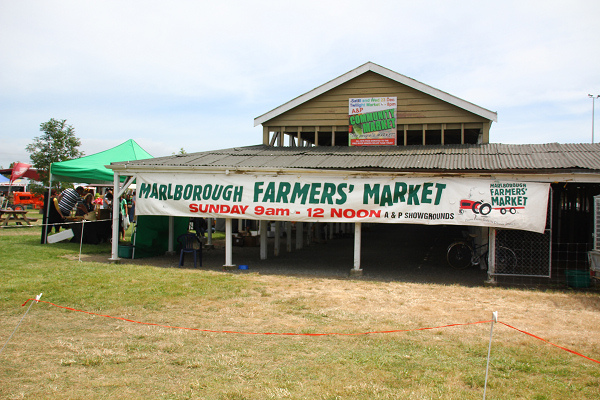 A&P
COMMUNITY
MARKET
MARLBOROUGH FARMERS' MARKET
SUNDAY 9am - 12 NOON A & P SHOWGROUNDS
MARLBOROUGH
FARMERS'
MARKET